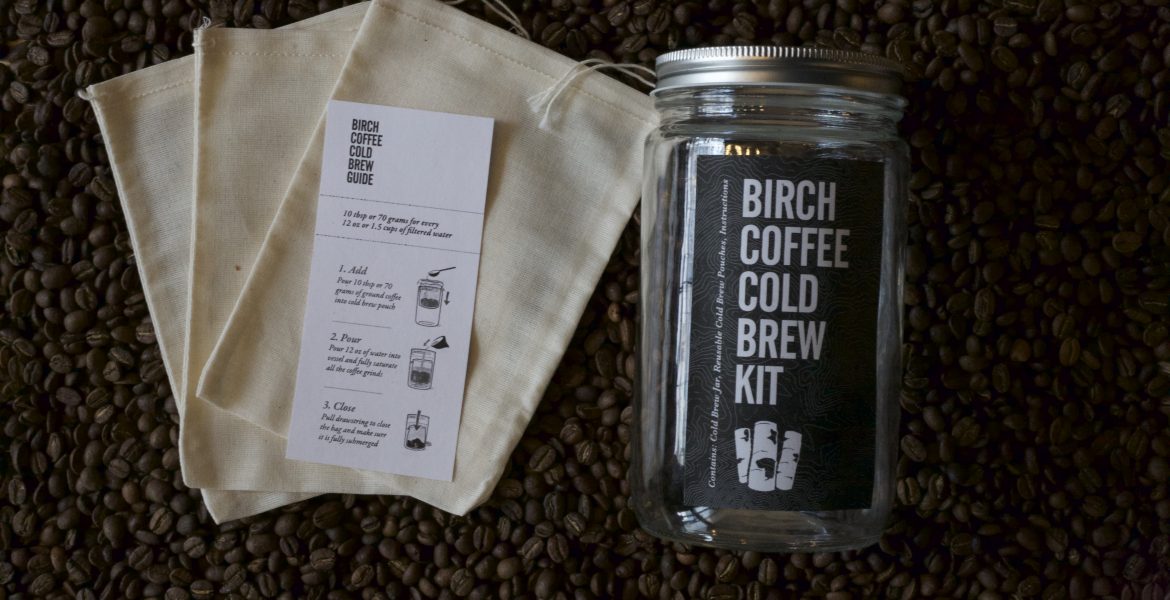 BIRCH
COFFEE
COLD
BREW
GUIDE
10 tbsp or 70 grams for every
12 oz or 1.5 cups of filtered water
1. Add
Pour 10 tbsp or 70
grams of ground coffee
into cold brew pouch
2. Pour
Pour 12 oz of water into
vessel and fully saturate
all the coffee grinds
3. Close
Pull drawstring to close
the bag and make sure
it is fully submerged
Contains: Cold Brew Jar, Reusable Cold Brew Pouches, Instructions
BIRCH
COFFEE
COLD
BREW
KIT